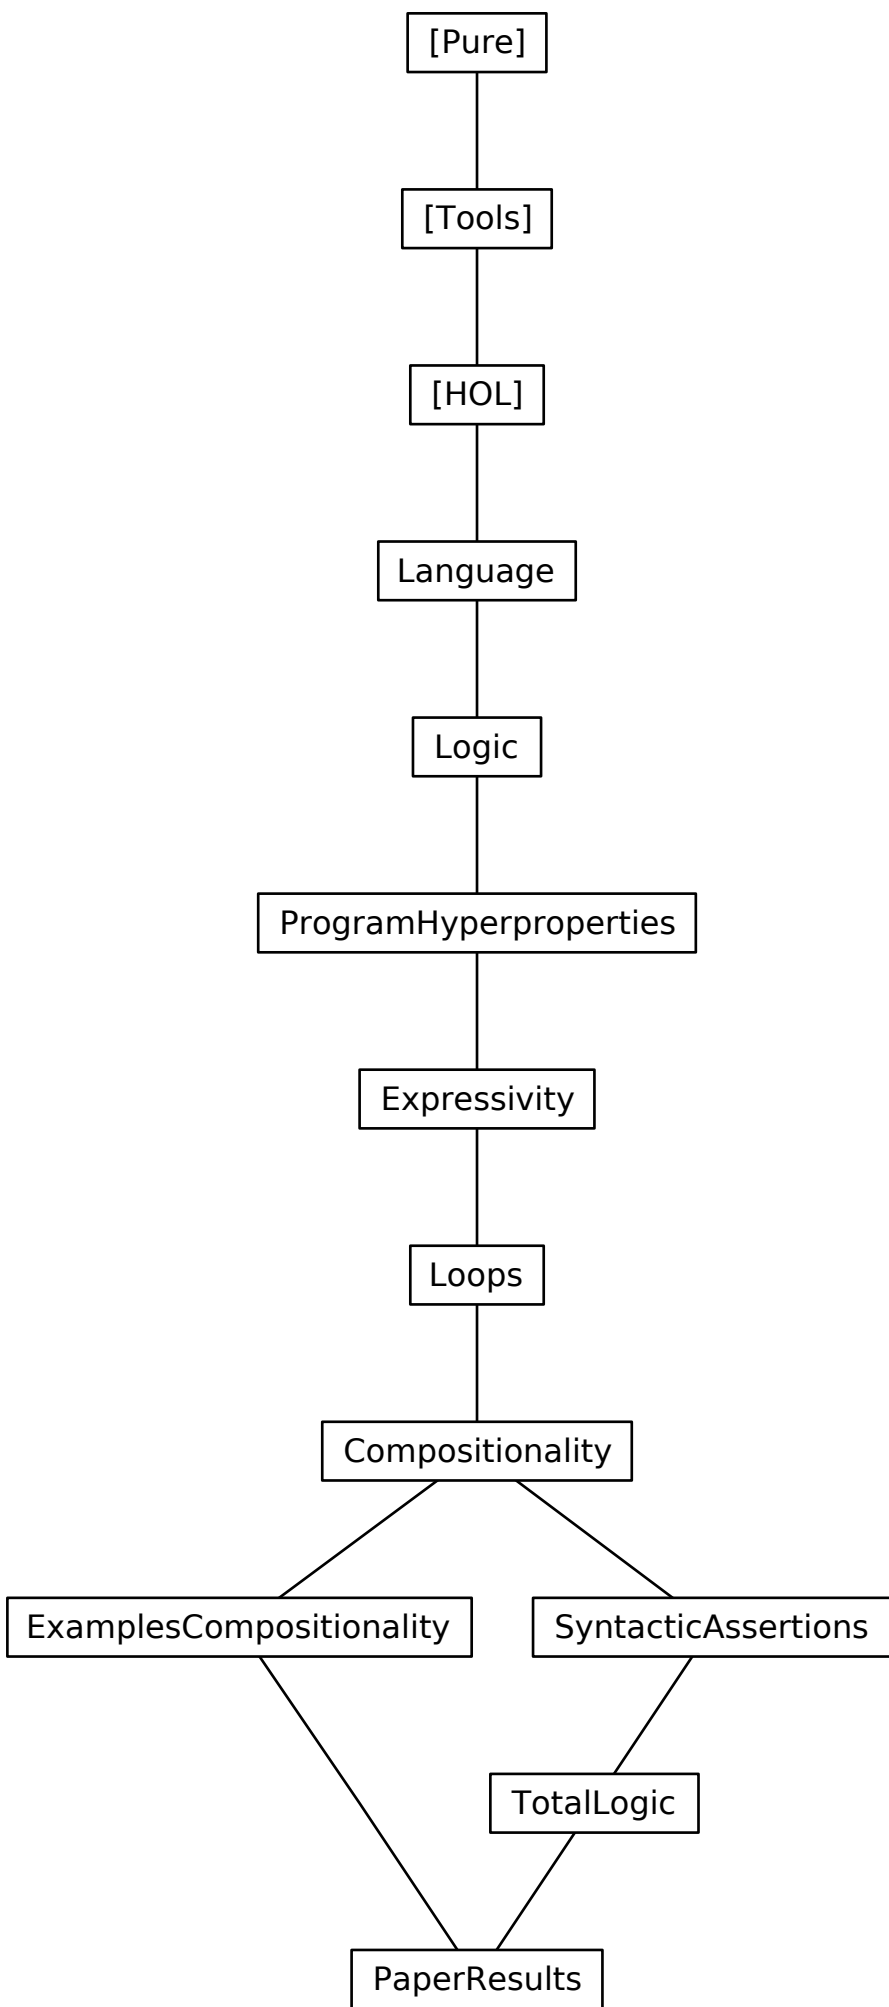 [Pure]
[Tools]
[HOL]
Language
Logic
ProgramHyperproperties
Expressivity
Loops
Compositionality
ExamplesCompositionality
SyntacticAssertions
TotalLogic
PaperResults